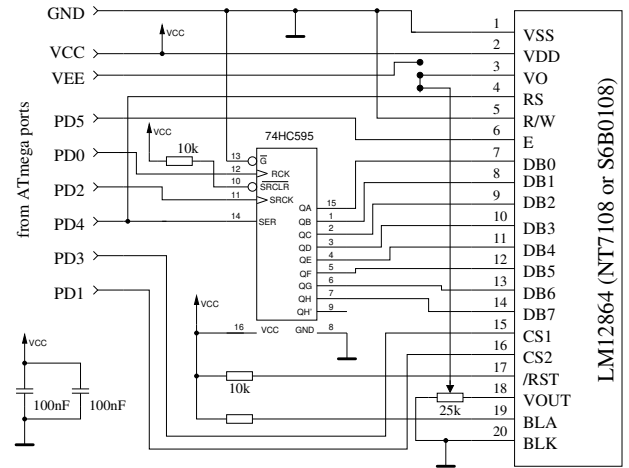 GND
VCC
VCC
VEE
PD5
VCC
10k
PD0
PD2
PD4
PD3
PD1
from ATmega ports
74HC595
13 G
12 RCK
10 SRCLR
11 SRCK
14 SER
QA 15
QB 1
QC 2
QD 3
QE 4
QF 5
QG 6
QH 7
QH' 9
16 VCC GND 8
VCC
10k
VCC
100nF 100nF
25k
1 VSS
2 VDD
3 VO
4 RS
5 R/W
6 E
7 DB0
8 DB1
9 DB2
10 DB3
11 DB4
12 DB5
13 DB6
14 DB7
15 CS1
16 CS2
17 /RST
18 VOUT
19 BLA
20 BLK
LM12864 (NT7108 or S6B0108)